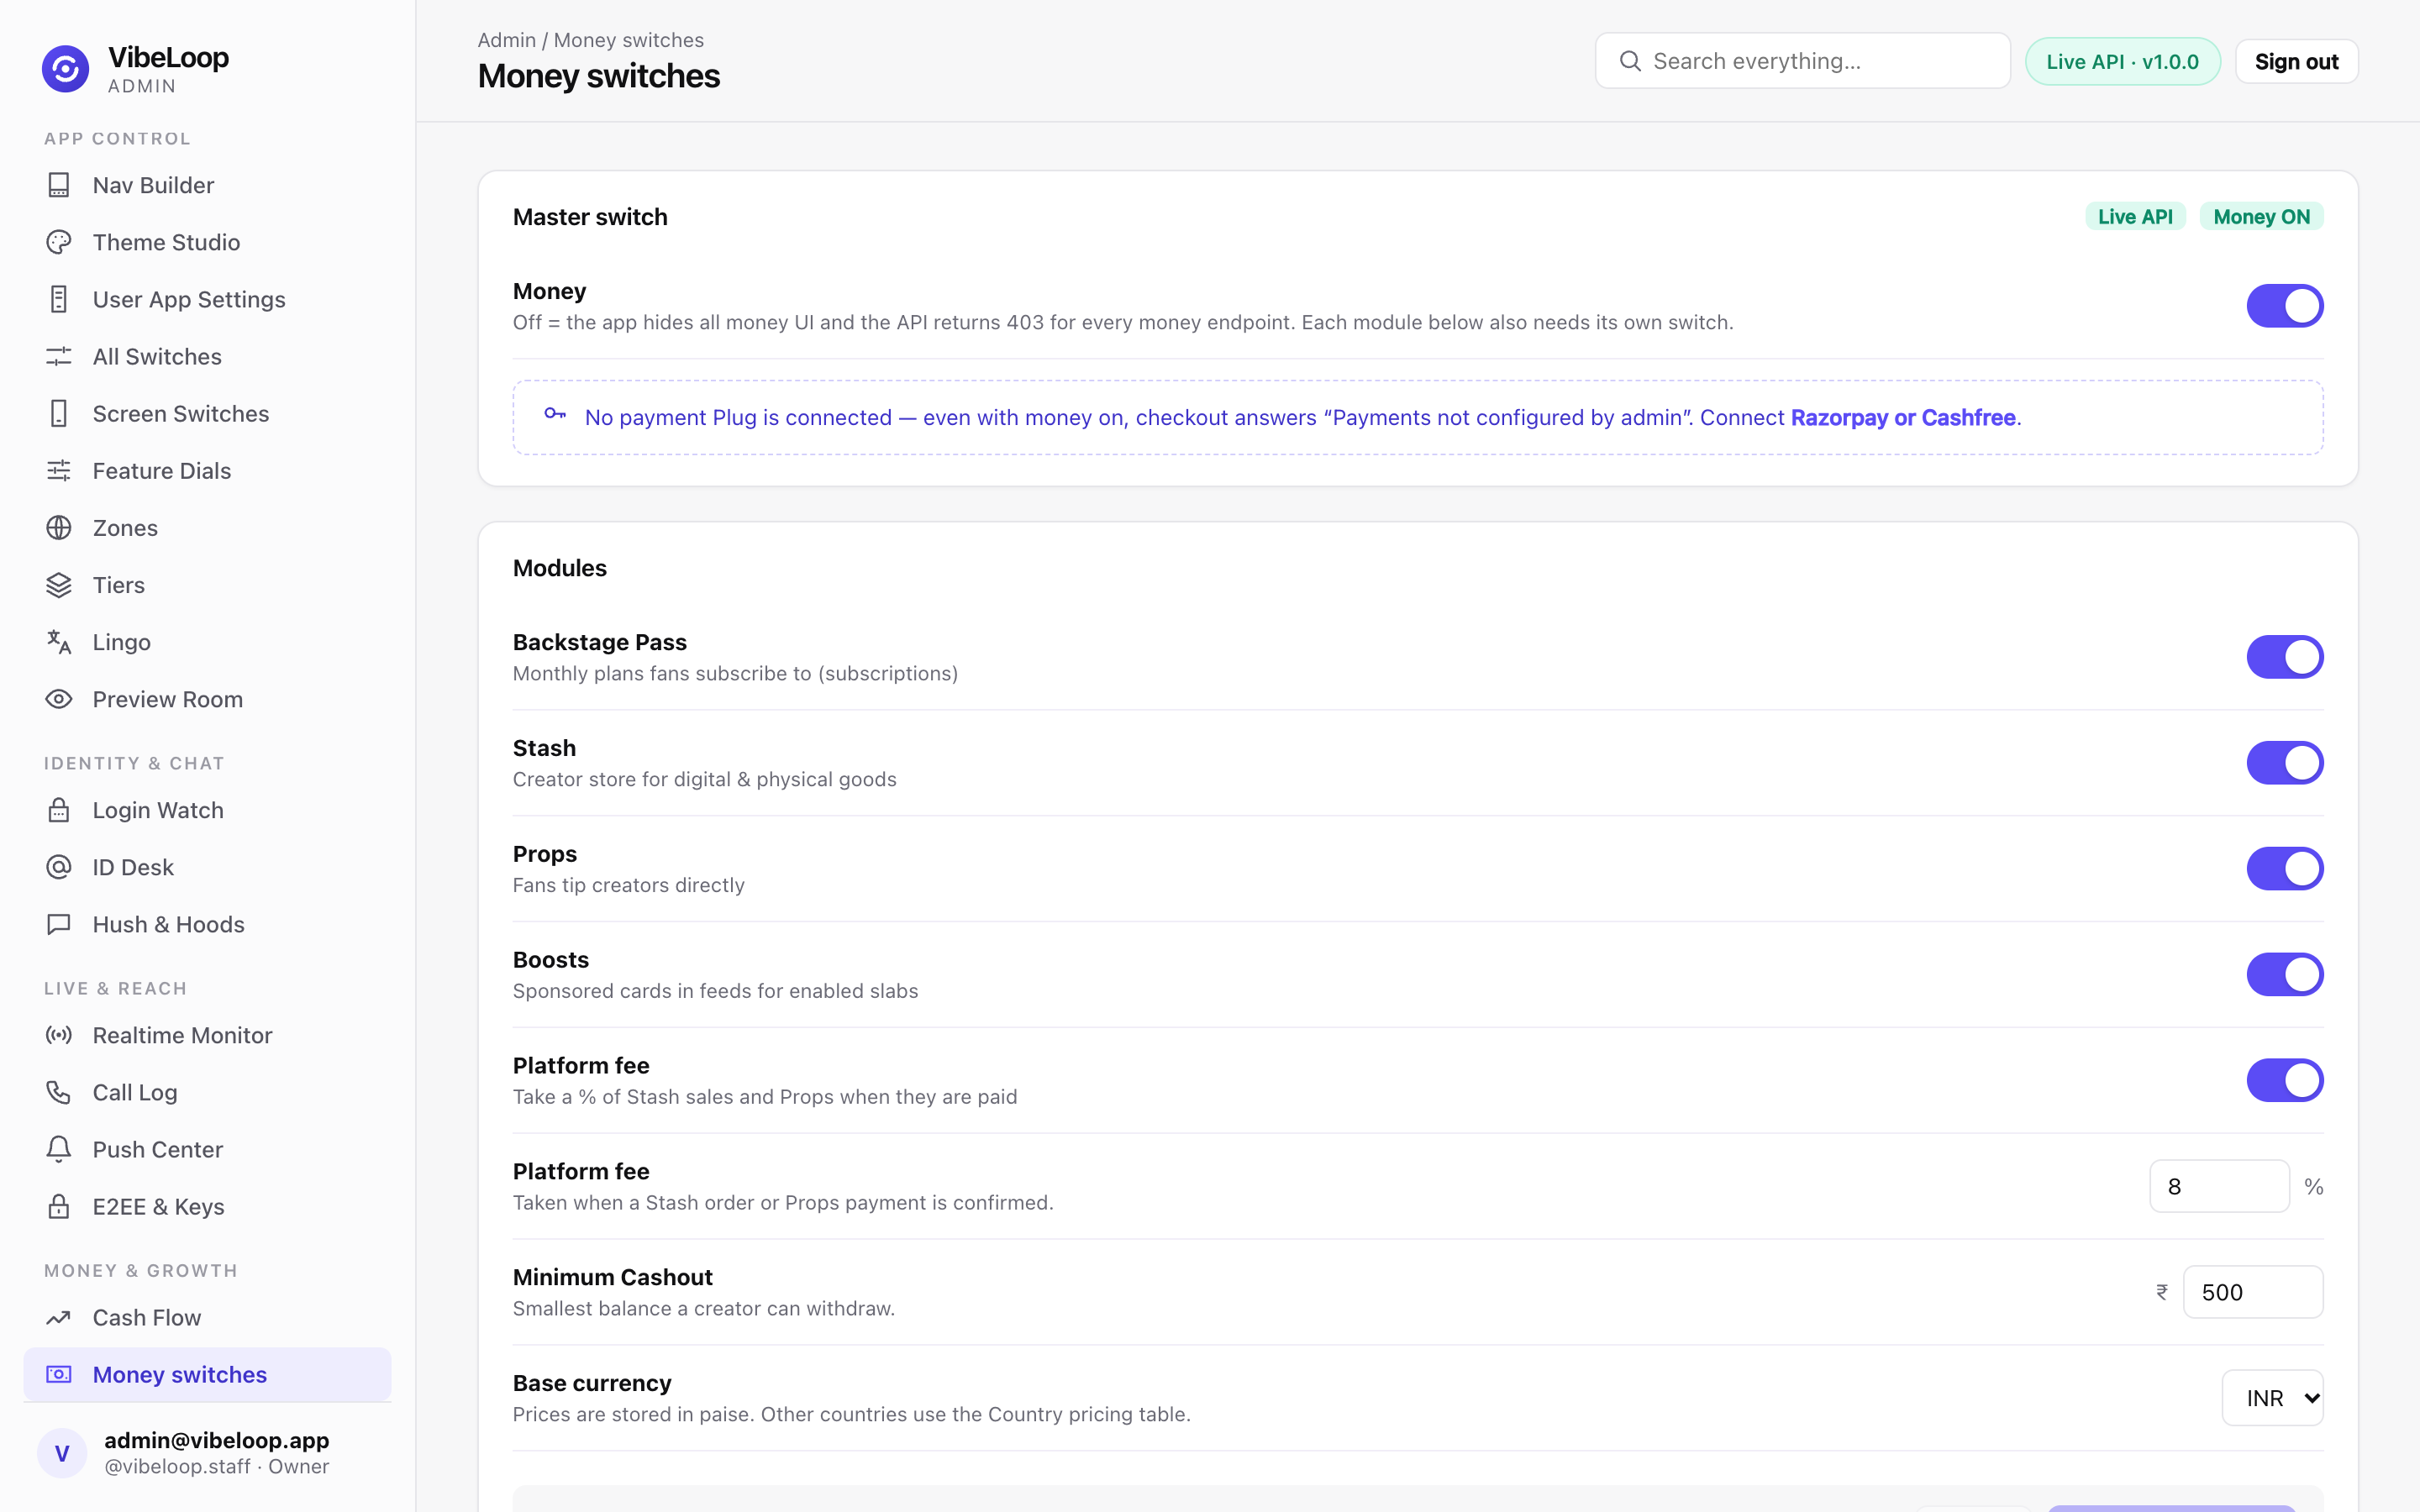 VibeLoop
ADMIN
APP CONTROL
Nav Builder
Theme Studio
User App Settings
All Switches
Screen Switches
Feature Dials
Zones
Tiers
Lingo
Preview Room
IDENTITY & CHAT
Login Watch
ID Desk
Hush & Hoods
LIVE & REACH
Realtime Monitor
Call Log
Push Center
E2EE & Keys
MONEY & GROWTH
Cash Flow
Money switches
V
admin@vibeloop.app
@vibeloop.staff · Owner
Admin / Money switches
Money switches
Search everything...
Live API · v1.0.0
Sign out
Master switch
Live API
Money ON
Money
Off = the app hides all money UI and the API returns 403 for every money endpoint. Each module below also needs its own switch.
No payment Plug is connected — even with money on, checkout answers “Payments not configured by admin”. Connect Razorpay or Cashfree.
Modules
Backstage Pass
Monthly plans fans subscribe to (subscriptions)
Stash
Creator store for digital & physical goods
Props
Fans tip creators directly
Boosts
Sponsored cards in feeds for enabled slabs
Platform fee
Take a % of Stash sales and Props when they are paid
Platform fee
Taken when a Stash order or Props payment is confirmed.
8 %
Minimum Cashout
Smallest balance a creator can withdraw.
₹ 500
Base currency
Prices are stored in paise. Other countries use the Country pricing table.
INR